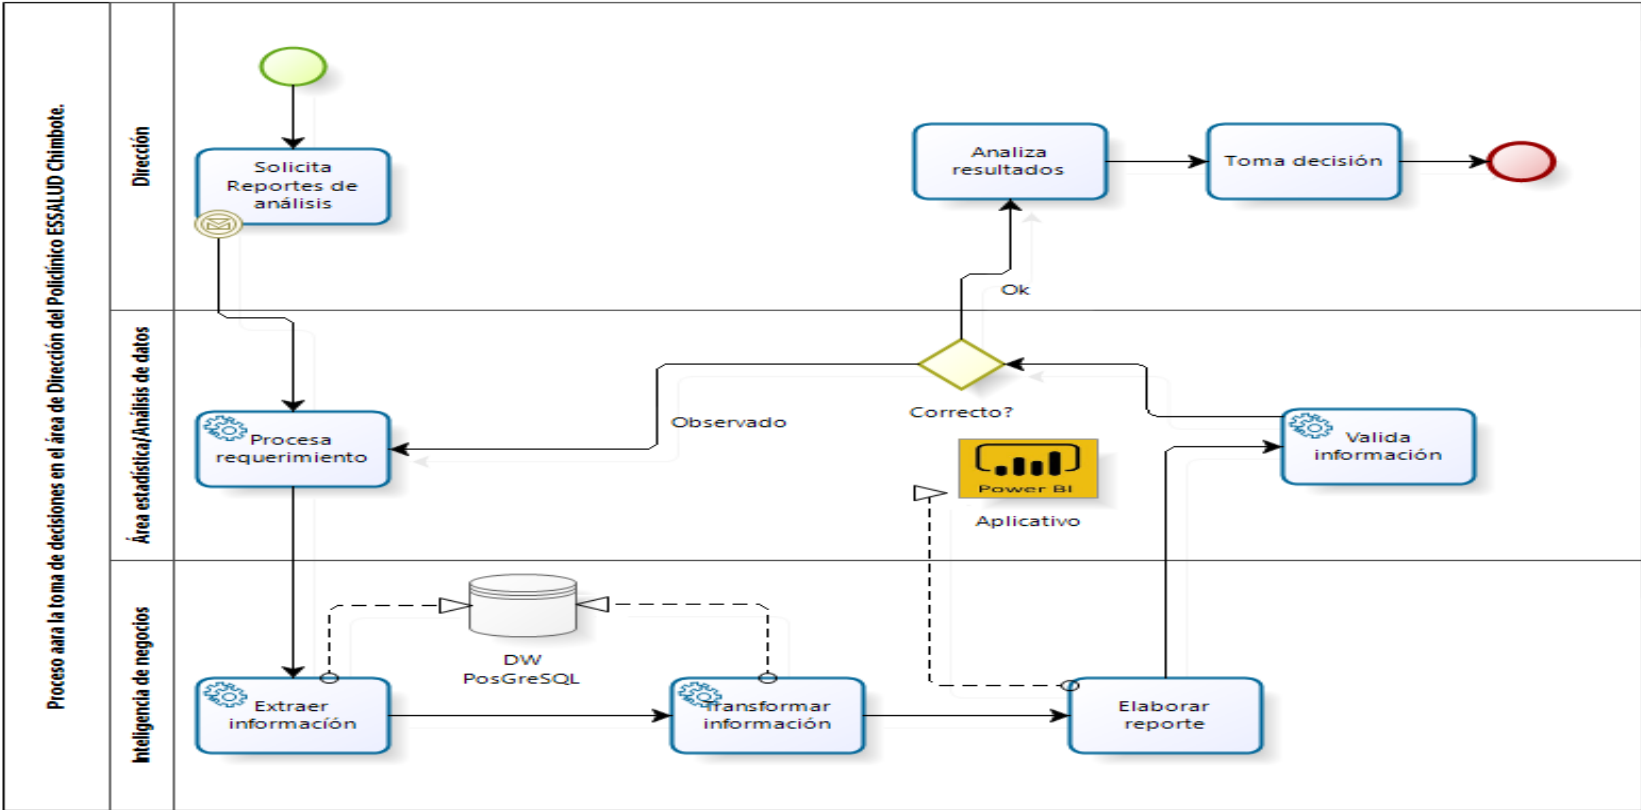 Proceso aara la toma de decisiones en el área de Dirección del Policlínico ESSALUD Chimbote.
Dirección
Solicita
Reportes de
análisis
Analiza
resultados
Toma decisión
Ok
Área estadística/Análisis de datos
Procesa
requerimiento
Observado
Correcto?
Power BI
Aplicativo
Valida
información
Inteligencia de negocios
DW
PosGreSQL
Extraer
información
Transformar
información
Elaborar
reporte